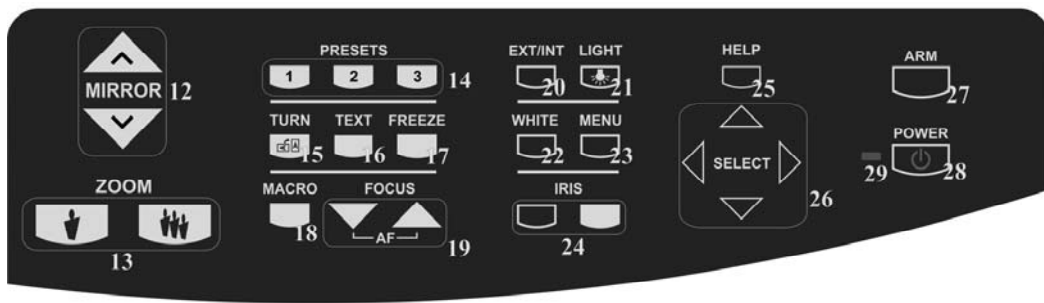 MIRROR 12
ZOOM
13
PRESETS
1 2 3 14
TURN TEXT FREEZE
15 16 17
MACRO FOCUS
18 AF 19
EXT/INT LIGHT
20 21
WHITE MENU
22 23
IRIS
24
HELP
25
SELECT
26
ARM
27
POWER
29 28